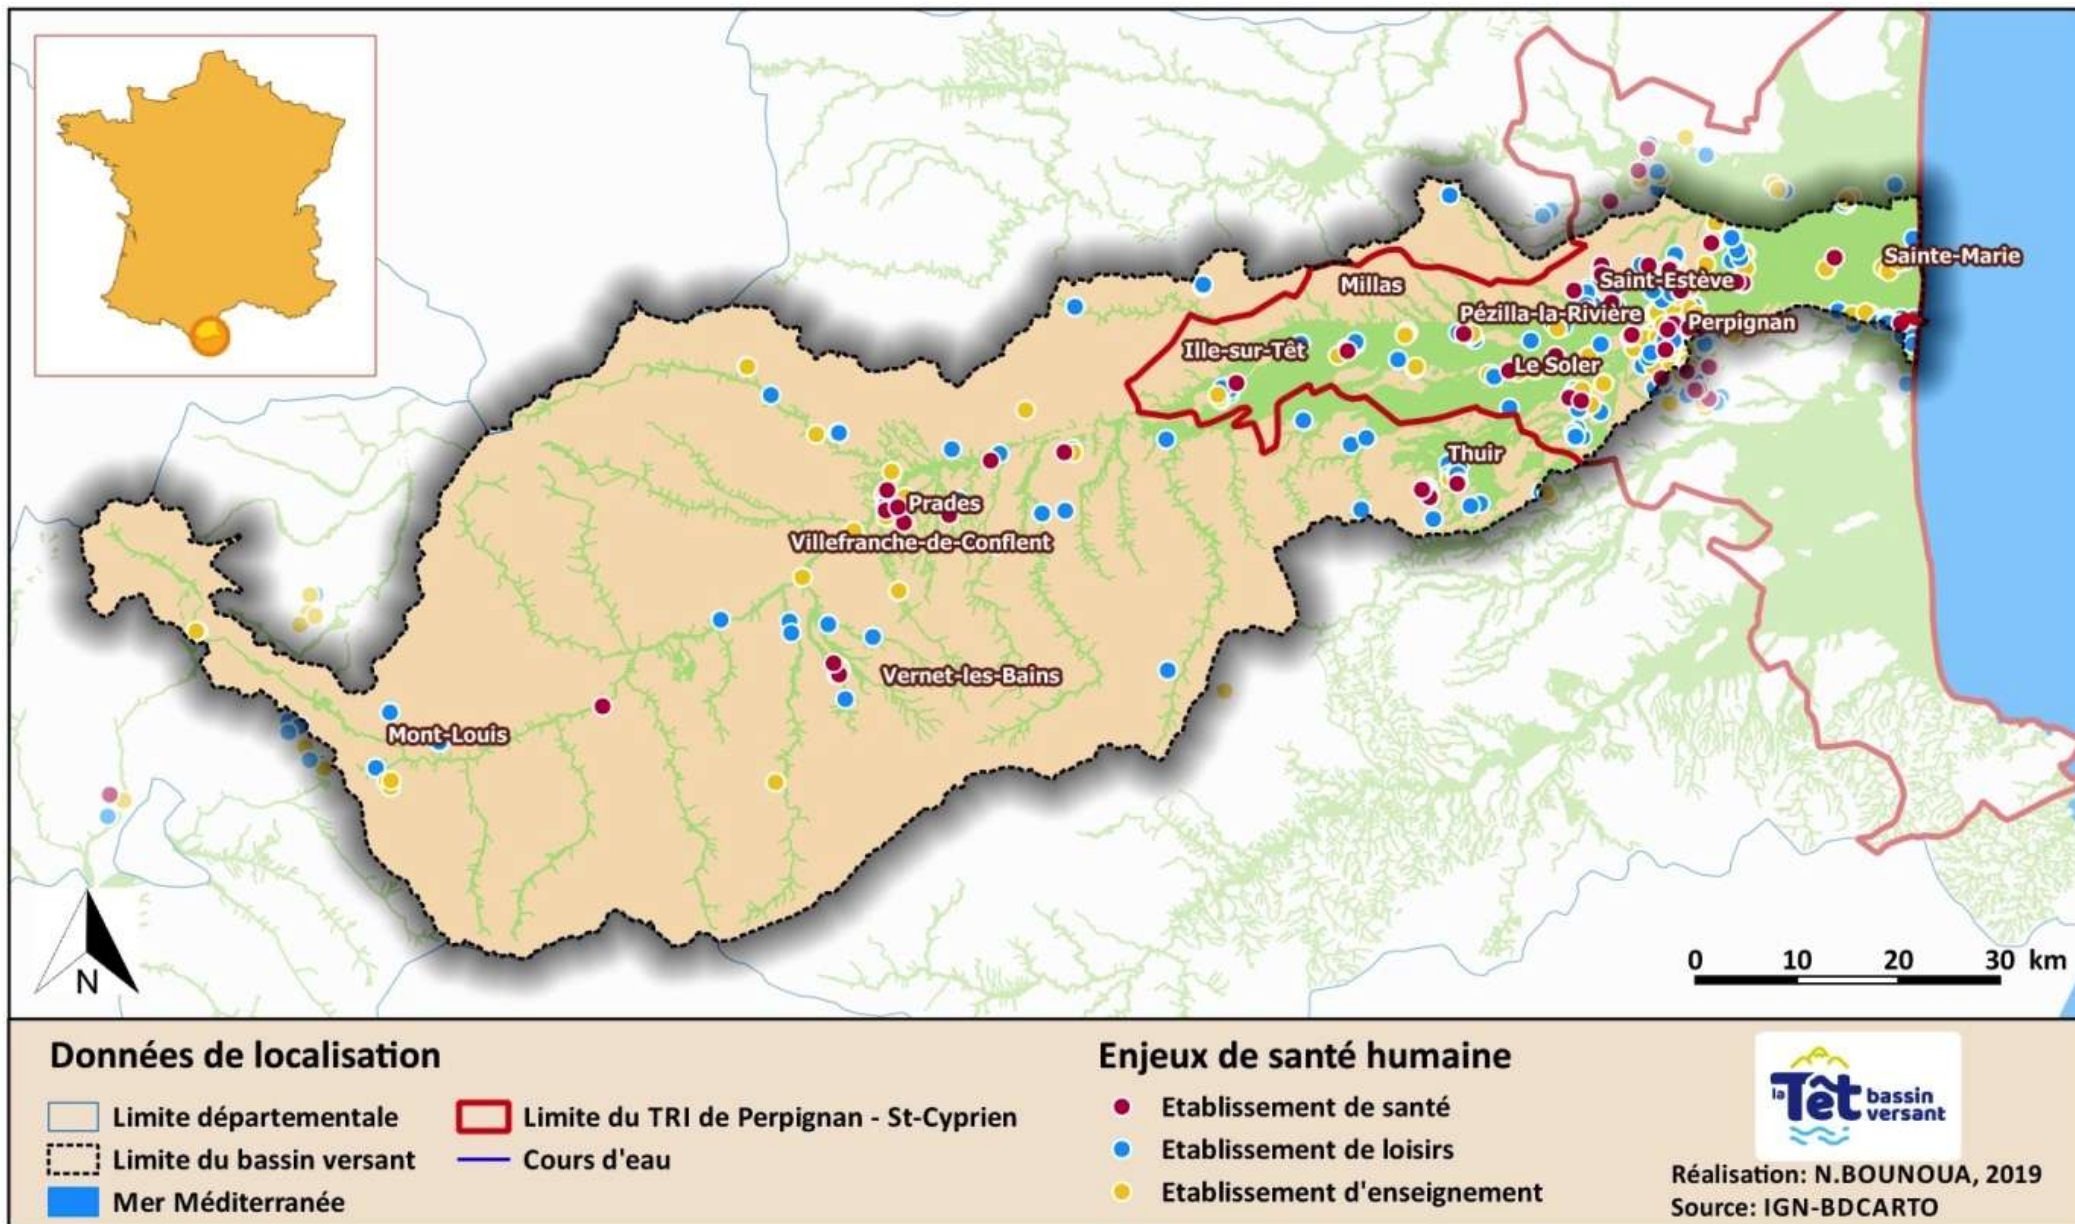 Sainte-Marie
Saint-Estève
Millas
Pézilla-la-Rivière
Perpignan
Ille-sur-Têt
Le Soler
Thuir
Prades
Villefranche-de-Conflent
Vernet-les-Bains
Mont-Louis
N
0 10 20 30 km
Données de localisation
Limite départementale
Limite du bassin versant
Mer Méditerranée
Limite du TRI de Perpignan - St-Cyprien
Cours d'eau
Enjeux de santé humaine
Etablissement de santé
Etablissement de loisirs
Etablissement d'enseignement
la Têt bassin
versant
Réalisation: N.BOUNOUA, 2019
Source: IGN-BDCARTO